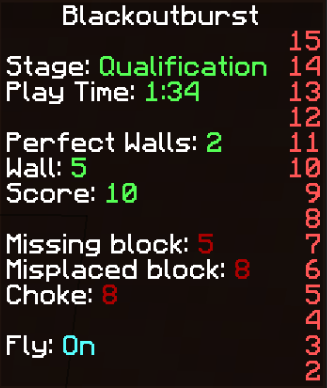 Blackoutburst
15
Stage: Qualification 14
Play Time: 1:34 13
12
Perfect Walls: 2 11
Wall: 5 10
Score: 10 9
8
Missing block: 5 7
Misplaced block: 8 6
Choke: 8 5
4
Fly: On 3
2